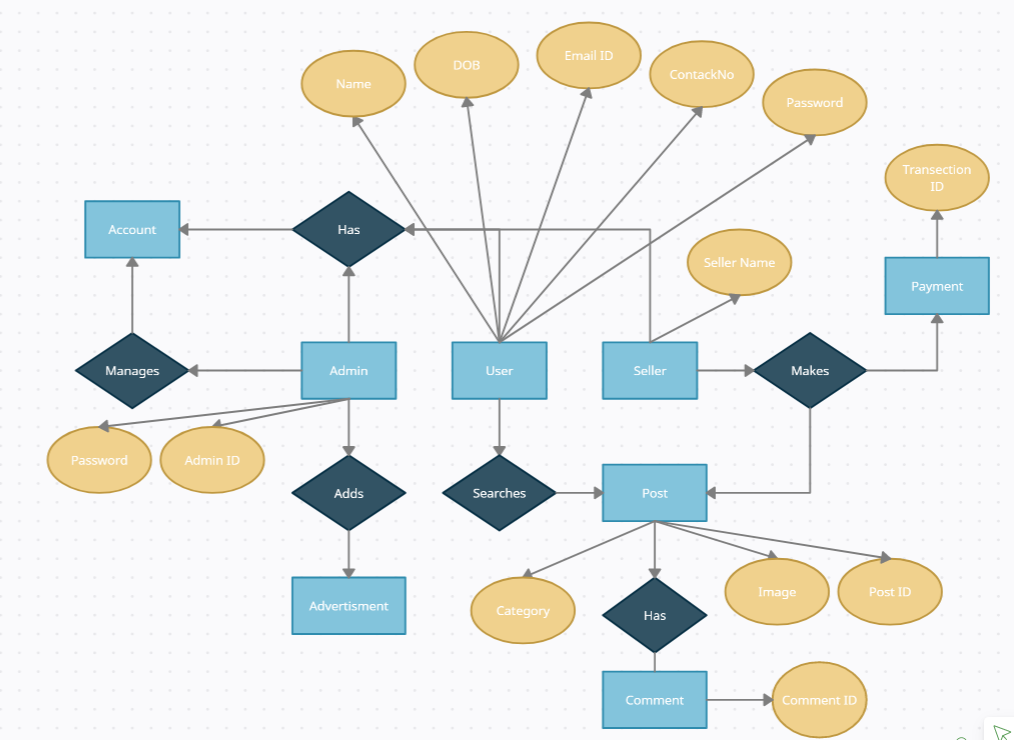 Name
DOB
Email ID
ContackNo
Password
Transection
ID
Account
Has
Seller Name
Payment
Manages
Admin
User
Seller
Makes
Password
Admin ID
Adds
Searches
Post
Advertisment
Category
Has
Image
Post ID
Comment
Comment ID